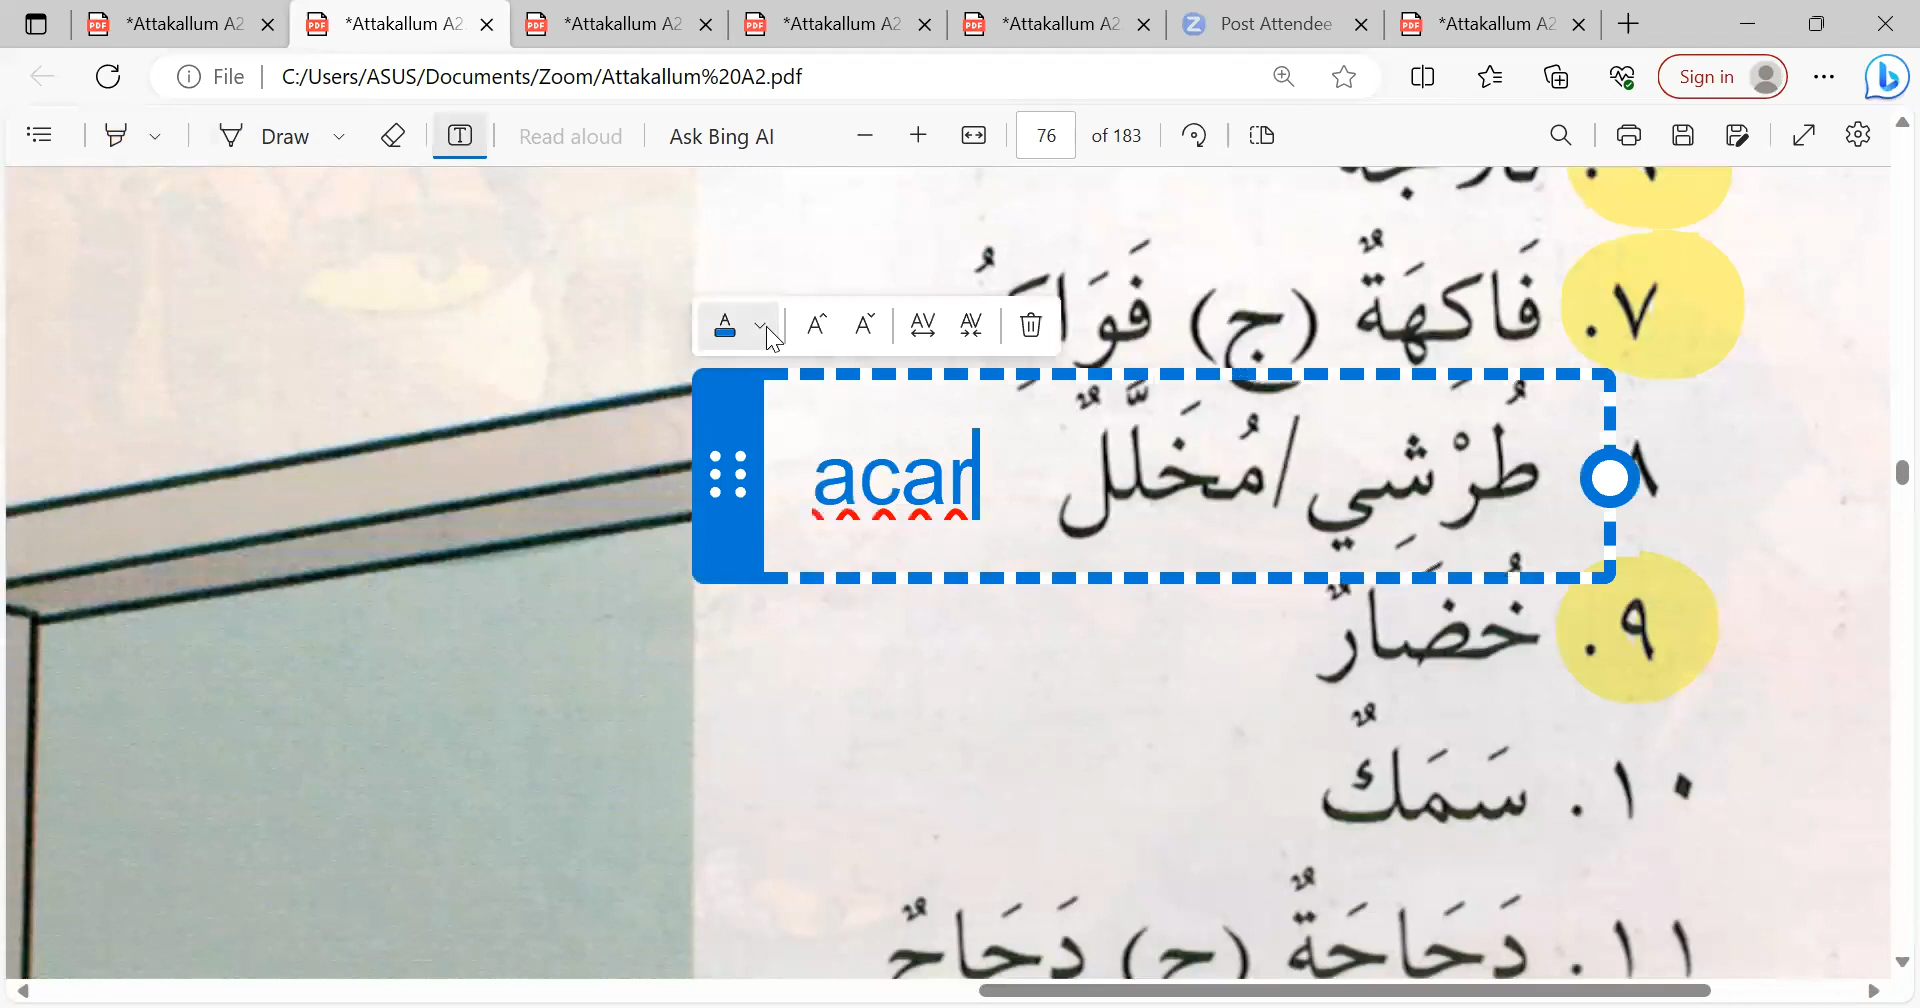 *Attakallum A2
*Attakallum A2
*Attakallum A2
*Attakallum A2
*Attakallum A2
Post Attendee
*Attakallum A2
File
C:/Users/ASUS/Documents/Zoom/Attakallum%20A2.pdf
Sign in
Draw
Read aloud
Ask Bing AI
76
of 183
٧. فَاكِهَةٌ (ج) فَوَاكِهُ
٨ طُرْشِي / مُخَلَّلٌ acar
٩. خُضَارٌ
١٠. سَمَكٌ
١١. دَجَاجَةٌ (ج) دَجَاجٌ